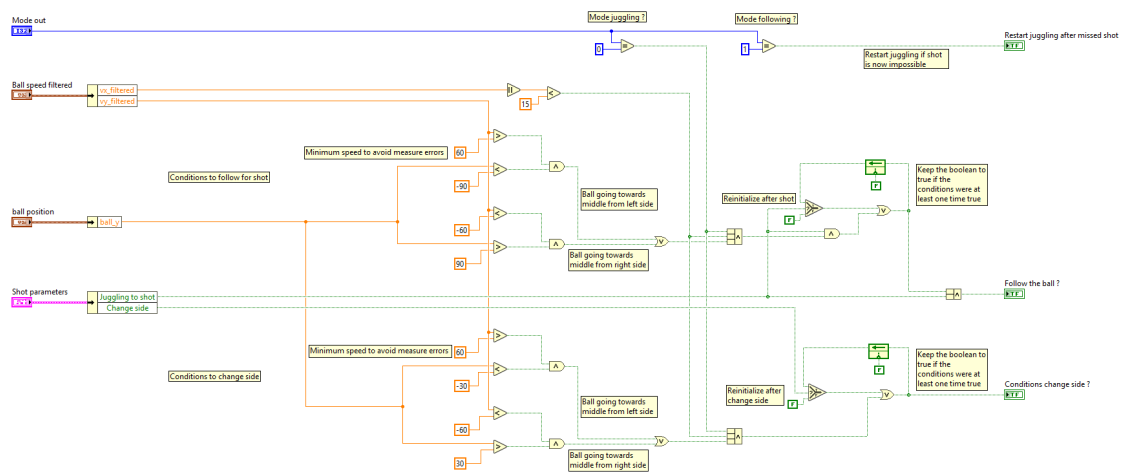 Mode out
Mode juggling ?
Mode following ?
Restart juggling after missed shot
I32
0
=
1
=
TF
Restart juggling if shot
is now impossible
Ball speed filtered
vx_filtered
vy_filtered
15
<
>
60
Minimum speed to avoid measure errors
<
-90
Conditions to follow for shot
Ball going towards
middle from left side
Reinitialize after shot
F
F
Keep the boolean to
true if the
conditions were at
least one time true
ball position
ball_y
<
-60
>
90
Ball going towards
middle from right side
Shot parameters
Juggling to shot
Change side
Follow the ball ?
TF
>
60
Minimum speed to avoid measure errors
<
-30
Conditions to change side
Ball going towards
middle from left side
Reinitialize after
change side
F
F
Keep the boolean to
true if the
conditions were at
least one time true
Conditions change side ?
TF
<
-60
>
30
Ball going towards
middle from right side